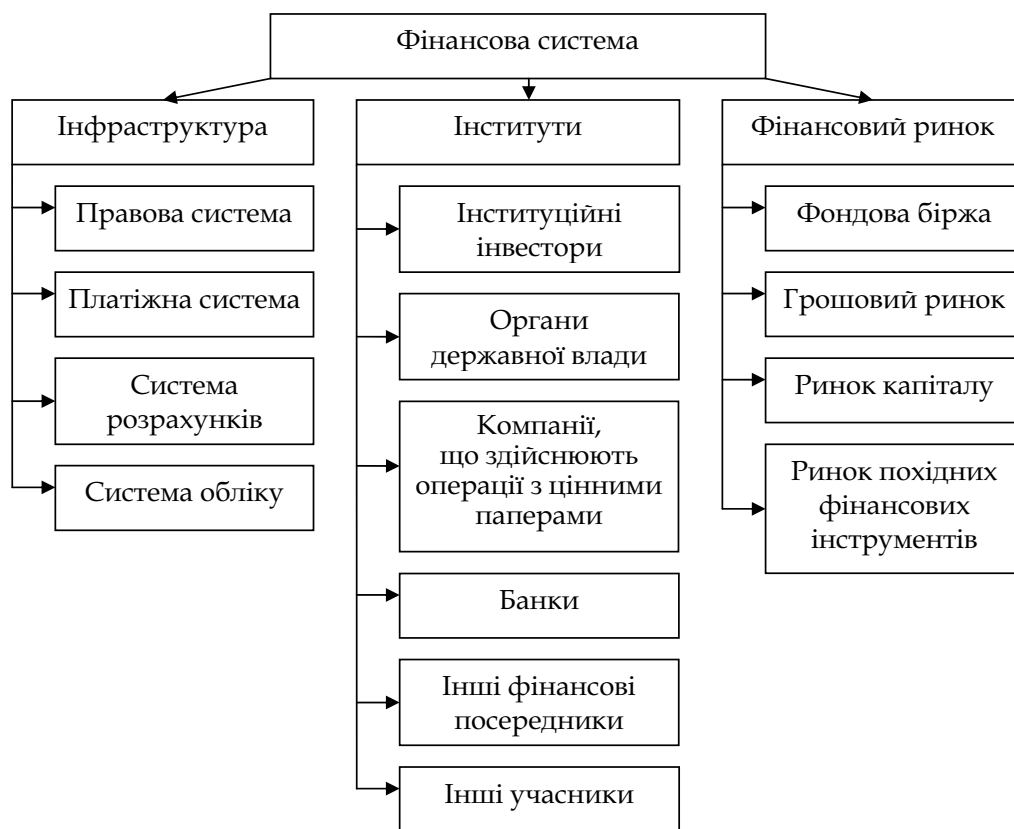 Фінансова система
Інфраструктура
Правова система
Платіжна система
Система
розрахунків
Система обліку
Інститути
Інституційні
інвестори
Органи
державної влади
Компанії,
що здійснюють
операції з цінними
паперами
Банки
Інші фінансові
посередники
Інші учасники
Фінансовий ринок
Фондова біржа
Грошовий ринок
Ринок капіталу
Ринок похідних
фінансових
інструментів